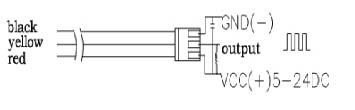 black
yellow
red
GND(-)
output
VCC(+)5-24DC